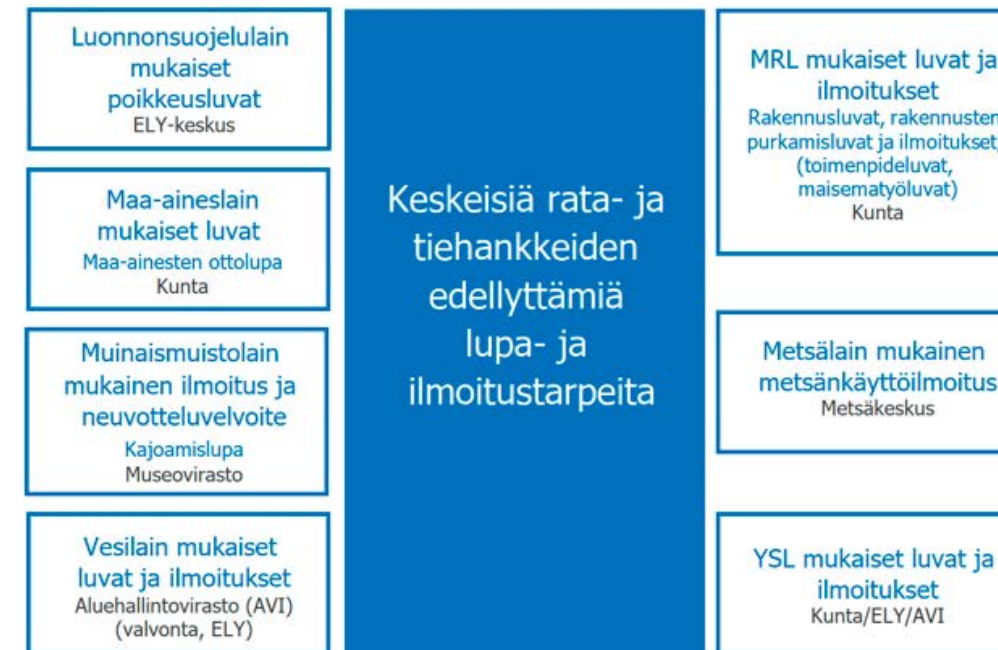 Luonnonsuojelulain
mukaiset
poikkeusluvat
ELY-keskus
Maa-aineslain
mukaiset luvat
Maa-ainesten ottolupa
Kunta
Muinaismuistolain
mukainen ilmoitus ja
neuvotteluvelvoite
Kajoamislupa
Museovirasto
Vesilain mukaiset
luvat ja ilmoitukset
Aluehallintovirasto (AVI)
(valvonta, ELY)
Keskeisiä rata- ja
tiehankkeiden
edellyttämiä
lupa- ja
ilmoitustarpeita
MRL mukaiset luvat ja
ilmoitukset
Rakennusluvat, rakennusten
purkamisluvat ja ilmoitukset,
(toimenpideluvat,
maisematyöluvat)
Kunta
Metsälain mukainen
metsänkäyttöilmoitus
Metsäkeskus
YSL mukaiset luvat ja
ilmoitukset
Kunta/ELY/AVI